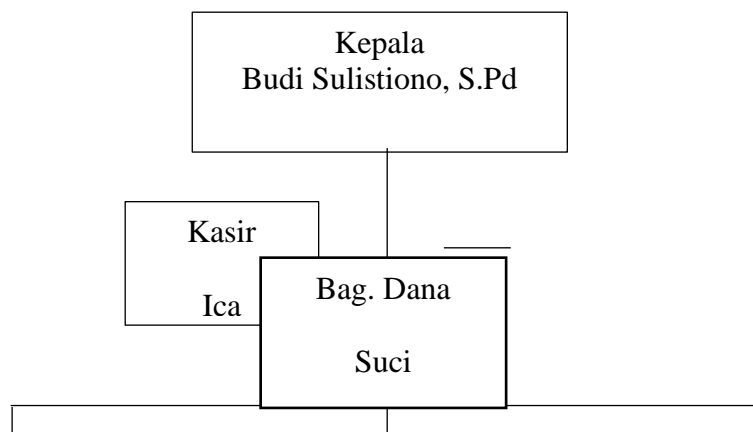 Kepala
Budi Sulistiono, S.Pd
Kasir
Ica
Bag. Dana
Suci